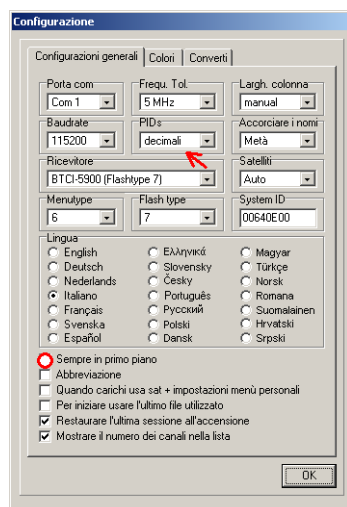 Configurazione
Configurazioni generali Colori Converti
Porta com Frequ. Tol. Largh. colonna
Com 1 5 MHz manual
Baudrate PIDs Accorciare i nomi
115200 decimali Metà
Ricevitore Satelliti
BTCI-5900 (Flashtype 7) Auto
Menutype Flash type System ID
6 7 00640E00
Lingua
English Ελληνικά Magyar
Deutsch Slovensky Türkçe
Nederlands Česky Norsk
Italiano Português Romana
Français Русский Suomalainen
Svenska Polski Hrvatski
Español Dansk Srpski
Sempre in primo piano
Abbreviazione
Quando carichi usa sat + impostazioni menù personali
Per iniziare usare l'ultimo file utilizzato
Restaurare l'ultima sessione all'accensione
Mostrare il numero dei canali nella lista
OK